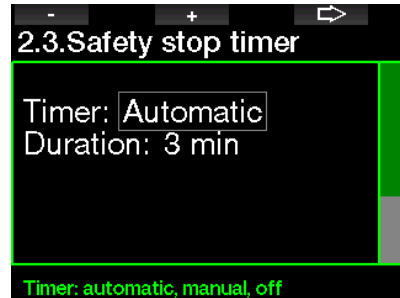 - + ⇨
2.3.Safety stop timer
Timer: Automatic
Duration: 3 min
Timer: automatic, manual, off